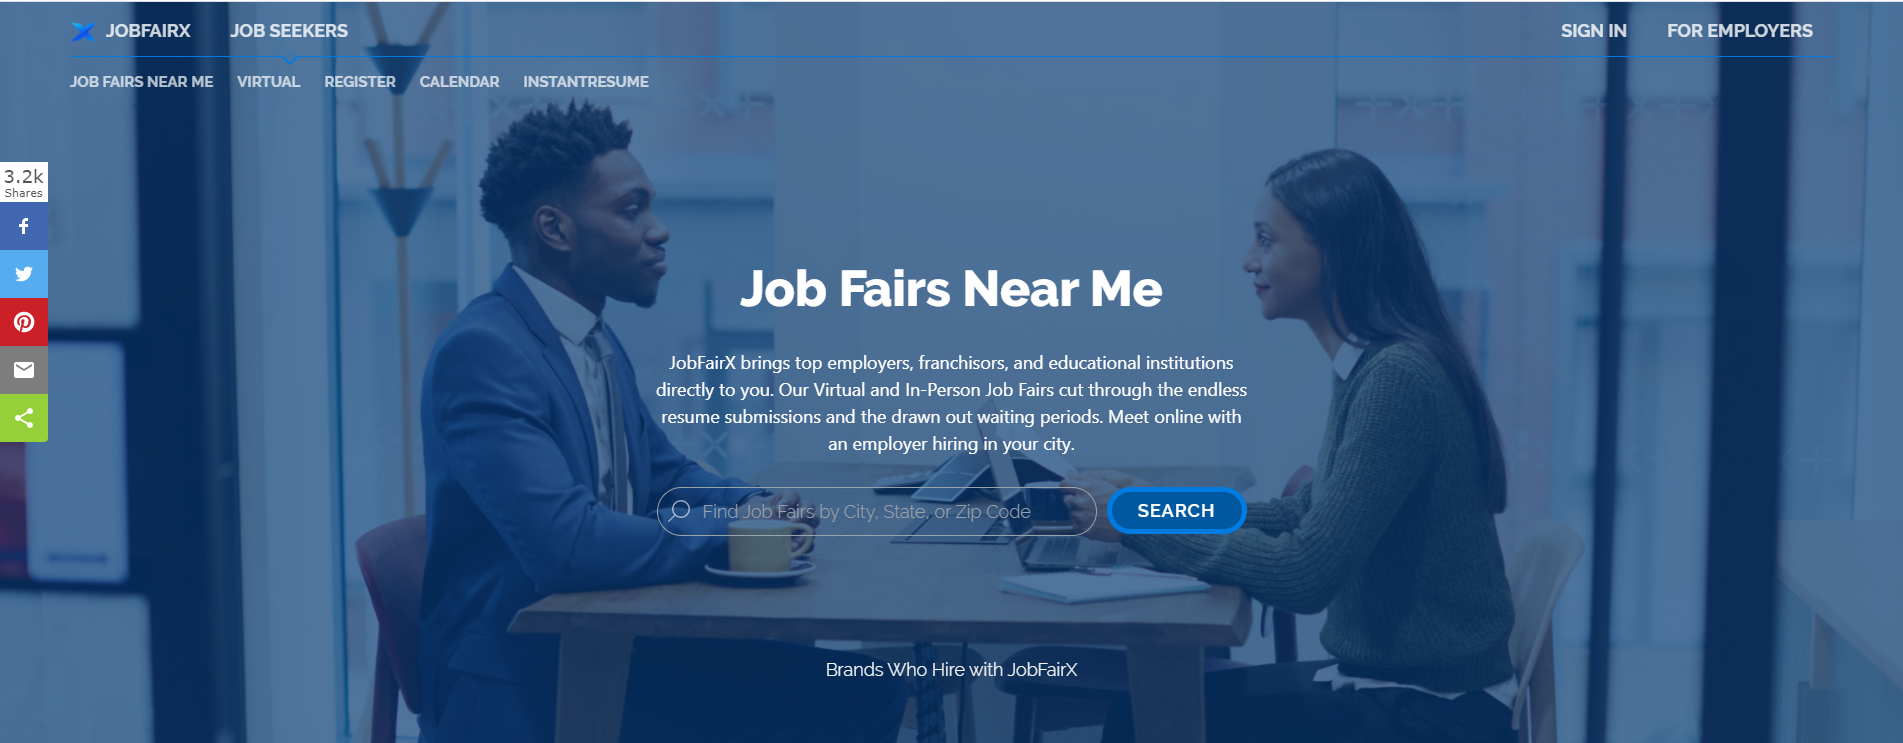 JOBFAIRX
JOB SEEKERS
SIGN IN
FOR EMPLOYERS
JOB FAIRS NEAR ME
VIRTUAL
REGISTER
CALENDAR
INSTANTRESUME
3.2k
Shares
Job Fairs Near Me
JobFairX brings top employers, franchisors, and educational institutions
directly to you. Our Virtual and In-Person Job Fairs cut through the endless
resume submissions and the drawn out waiting periods. Meet online with
an employer hiring in your city.
Find Job Fairs by City, State, or Zip Code
SEARCH
Brands Who Hire with JobFairX